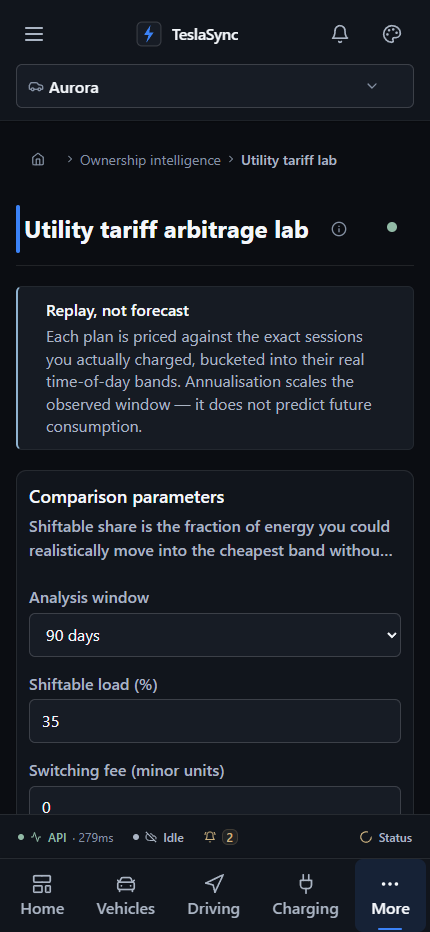 TeslaSync
Aurora
Ownership intelligence Utility tariff lab
Utility tariff arbitrage lab
Replay, not forecast
Each plan is priced against the exact sessions
you actually charged, bucketed into their real
time-of-day bands. Annualisation scales the
observed window — it does not predict future
consumption.
Comparison parameters
Shiftable share is the fraction of energy you could
realistically move into the cheapest band withou...
Analysis window
90 days
Shiftable load (%)
35
Switching fee (minor units)
0
API · 279ms Idle 2 Status
Home Vehicles Driving Charging More